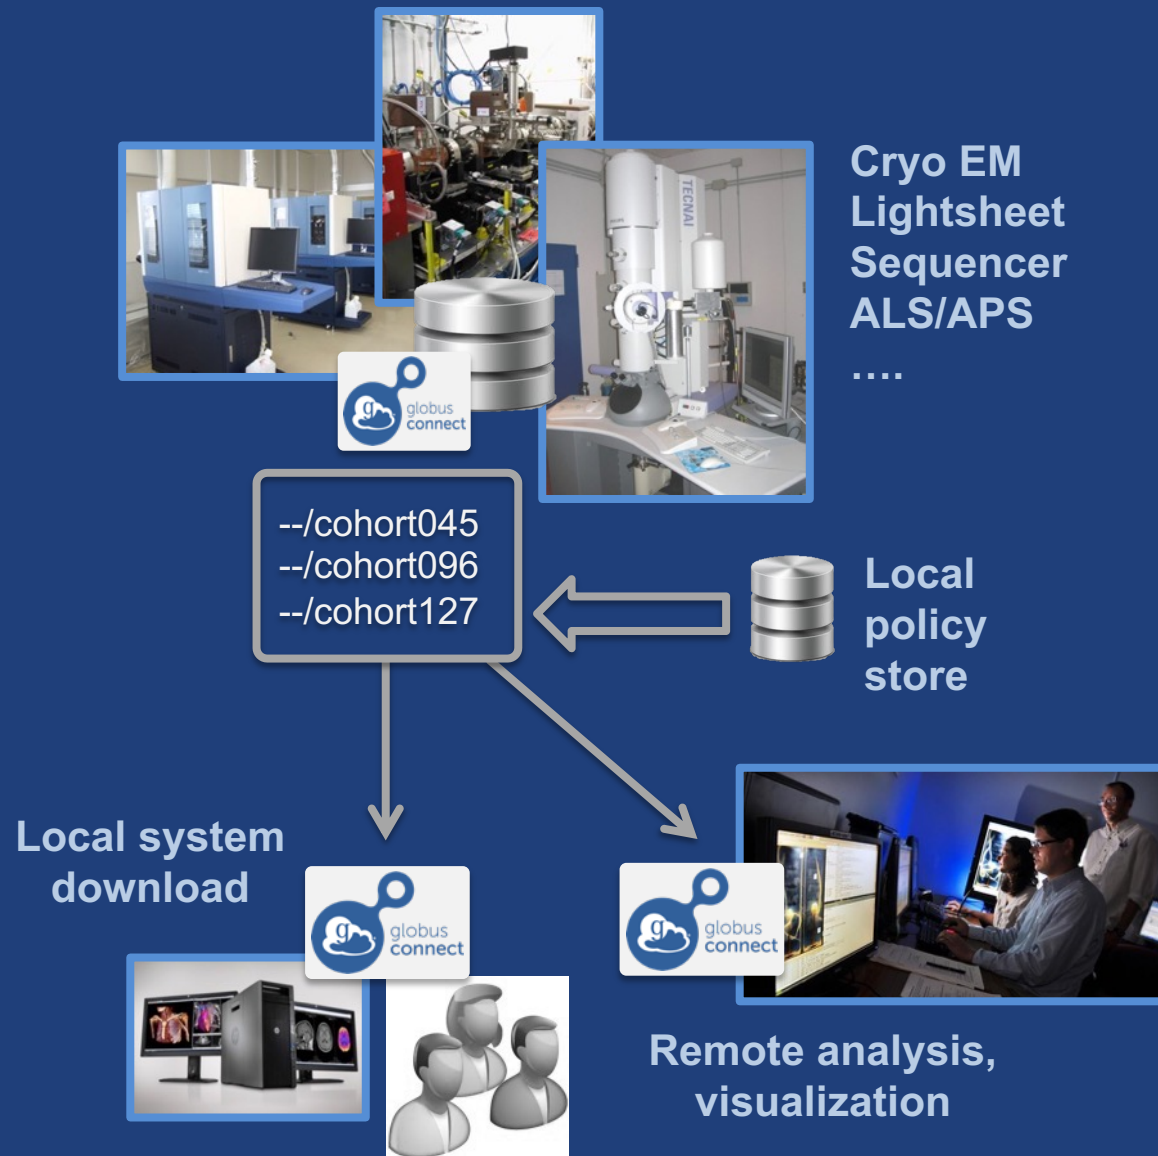 Cryo EM
Lightsheet
Sequencer
ALS/APS
....
TECNAI
g
globus
connect
--/cohort045
--/cohort096
--/cohort127
Local
policy
store
Local system
download
g
globus
connect
g
globus
connect
Remote analysis,
visualization